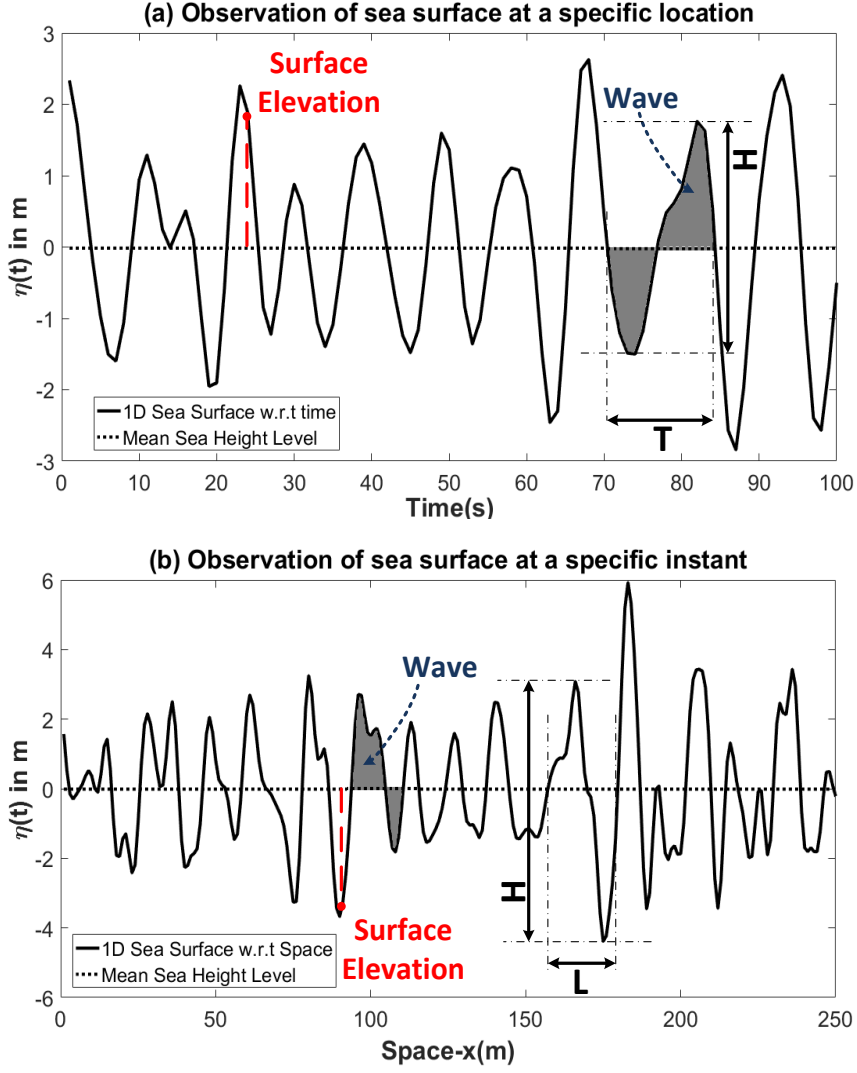 (a) Observation of sea surface at a specific location
3
2
1
0
-1
-2
-3
η(t) in m
Surface
Elevation
Wave
H
T
1D Sea Surface w.r.t time
Mean Sea Height Level
0 10 20 30 40 50 60 70 80 90 100
Time(s)
(b) Observation of sea surface at a specific instant
6
4
2
0
-2
-4
-6
η(t) in m
Wave
H
Surface
Elevation
L
1D Sea Surface w.r.t Space
Mean Sea Height Level
0 50 100 150 200 250
Space-x(m)